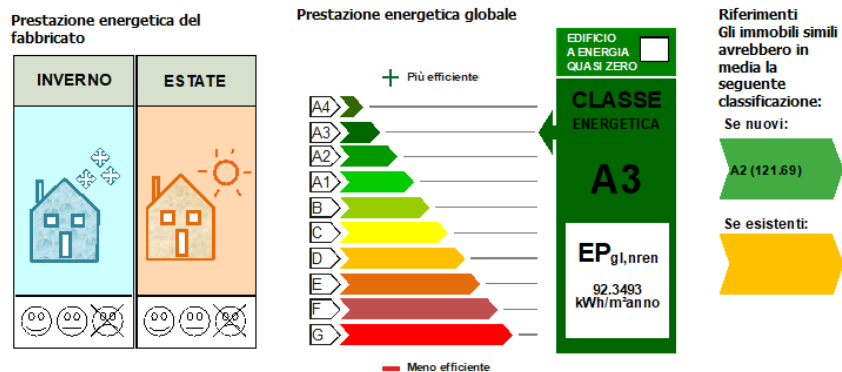 Prestazione energetica del
fabbricato
INVERNO
ESTATE
Prestazione energetica globale
Più efficiente
A4
A3
A2
A1
B
C
D
E
F
G
Meno efficiente
EDIFICIO
A ENERGIA
QUASI ZERO
CLASSE
ENERGETICA
A3
EPgl,nren
92.3493
kWh/m²anno
Riferimenti
Gli immobili simili
avrebbero in
media la
seguente
classificazione:
Se nuovi:
A2 (121.69)
Se esistenti: